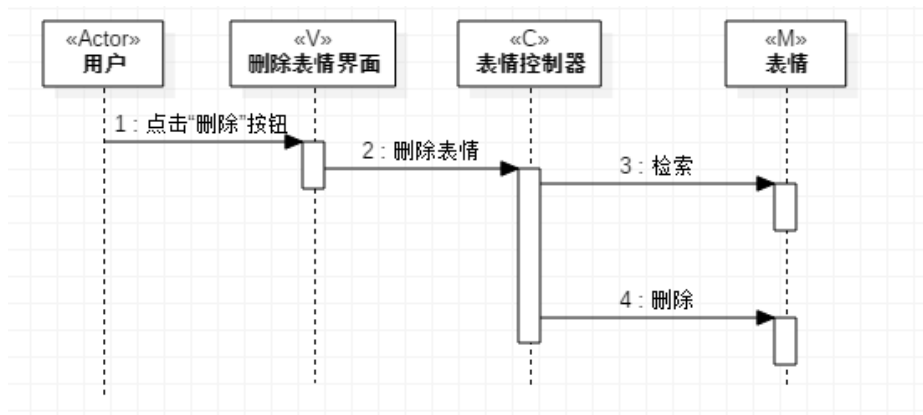 «Actor»
用户
«V»
删除表情界面
«C»
表情控制器
«M»
表情
1 : 点击“删除”按钮
2 : 删除表情
3 : 检索
4 : 删除